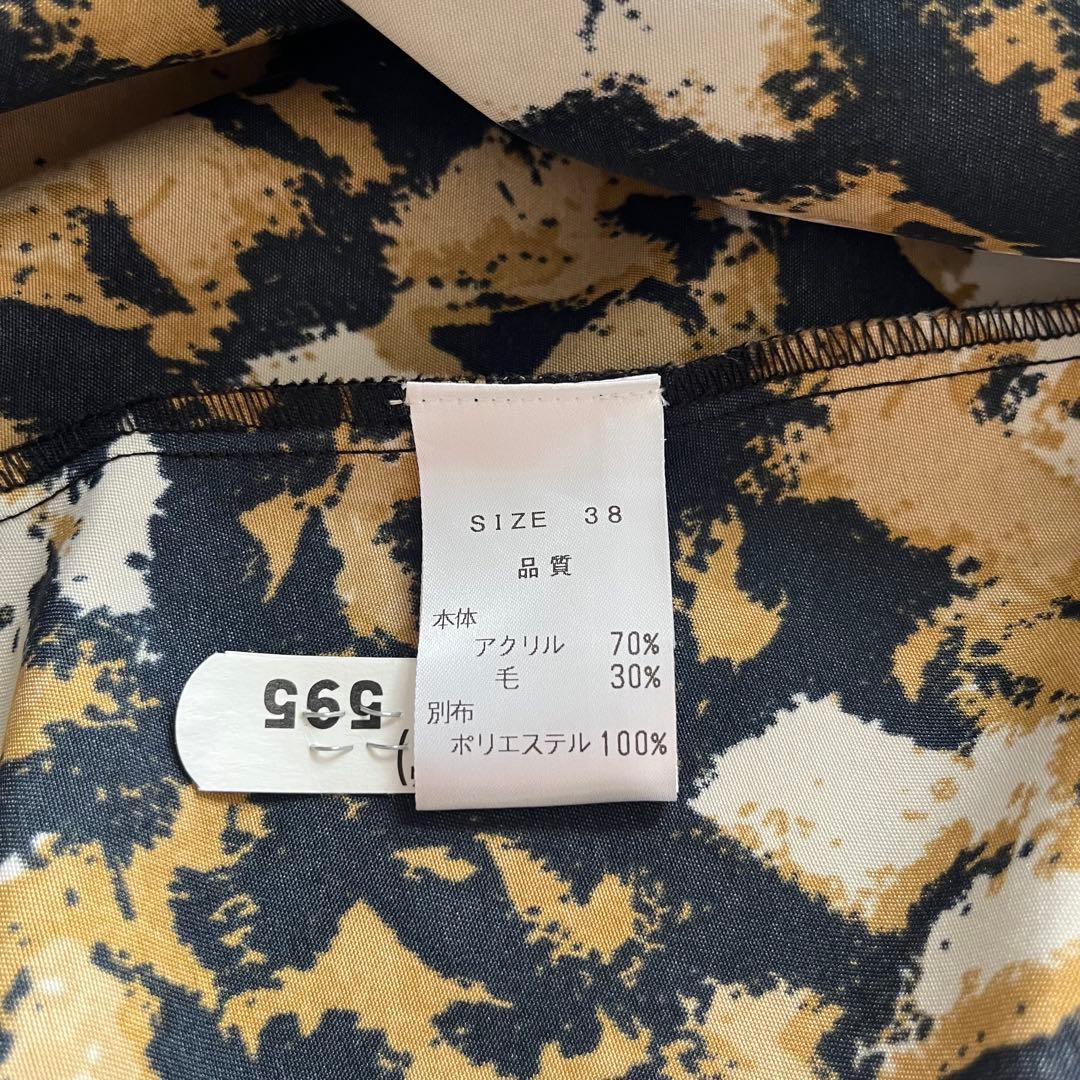 SIZE 38
品質
本体
アクリル 70%
毛 30%
別布
ポリエステル 100%
595